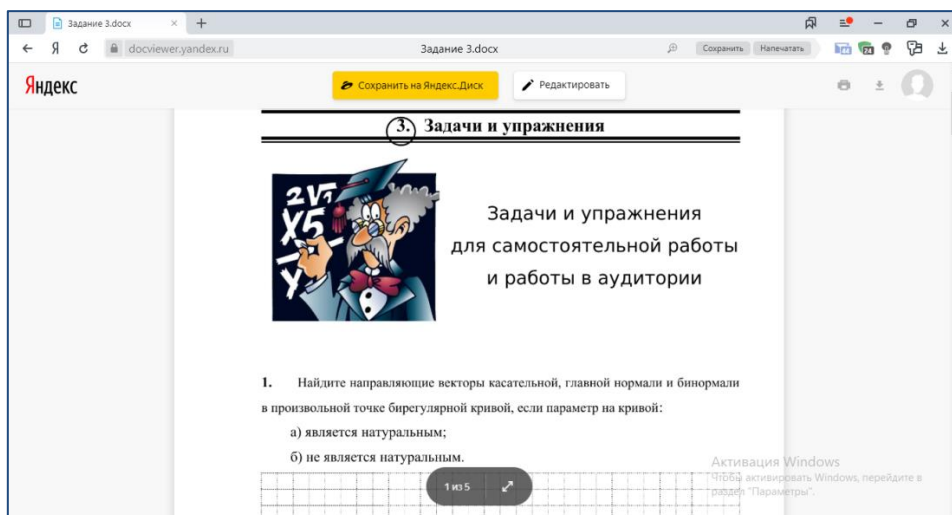 Задание 3.docx
docviewer.yandex.ru
Задание 3.docx
Сохранить
Напечатать
Яндекс
Сохранить на Яндекс.Диск
Редактировать
3. Задачи и упражнения
2√1
X5
Y
Задачи и упражнения
для самостоятельной работы
и работы в аудитории
1. Найдите направляющие векторы касательной, главной нормали и бинормали
в произвольной точке бирегулярной кривой, если параметр на кривой:
а) является натуральным;
б) не является натуральным.
1 из 5
Активация Windows
Чтобы активировать Windows, перейдите в
раздел "Параметры".